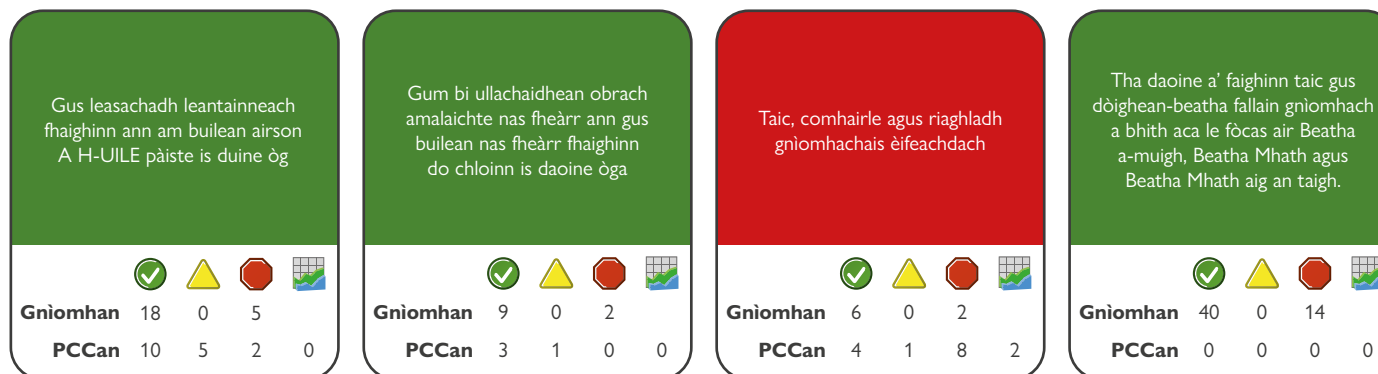 Gus leasachadh leantainneach
fhaighinn ann am builean airson
A H-UILE pàiste is duine òg
Gnìomhan 18 0 5
PCCan 10 5 2 0
Gum bi ullachaidhean obrach
amalaichte nas fheàrr ann gus
builean nas fheàrr fhaighinn
do chloinn is daoine òga
Gnìomhan 9 0 2
PCCan 3 1 0 0
Taic, comhairle agus riaghladh
gnìomhachais èifeachdach
Gnìomhan 6 0 2
PCCan 4 1 8 2
Tha daoine a' faighinn taic gus
dòighean-beatha fallain gnìomhach
a bhith aca le fòcas air Beatha
a-muigh, Beatha Mhath agus
Beatha Mhath aig an taigh.
Gnìomhan 40 0 14
PCCan 0 0 0 0